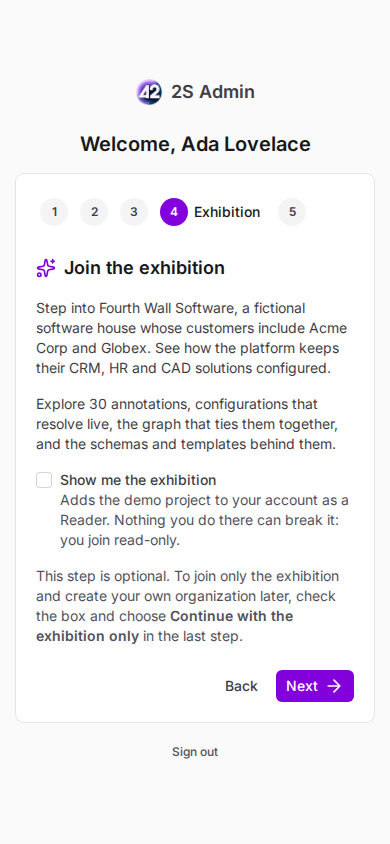 42 2S Admin
Welcome, Ada Lovelace
1 2 3 4 Exhibition 5
Join the exhibition
Step into Fourth Wall Software, a fictional
software house whose customers include Acme
Corp and Globex. See how the platform keeps
their CRM, HR and CAD solutions configured.
Explore 30 annotations, configurations that
resolve live, the graph that ties them together,
and the schemas and templates behind them.
Show me the exhibition
Adds the demo project to your account as a
Reader. Nothing you do there can break it:
you join read-only.
This step is optional. To join only the exhibition
and create your own organization later, check
the box and choose Continue with the
exhibition only in the last step.
Back Next
Sign out